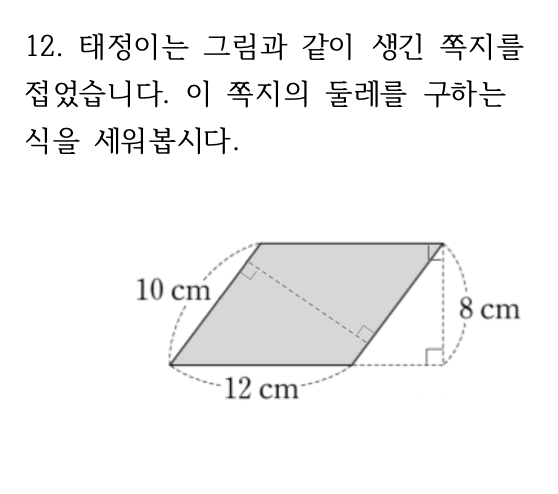 12. 태정이는 그림과 같이 생긴 쪽지를
접었습니다. 이 쪽지의 둘레를 구하는
식을 세워봅시다.
10 cm
8 cm
12 cm